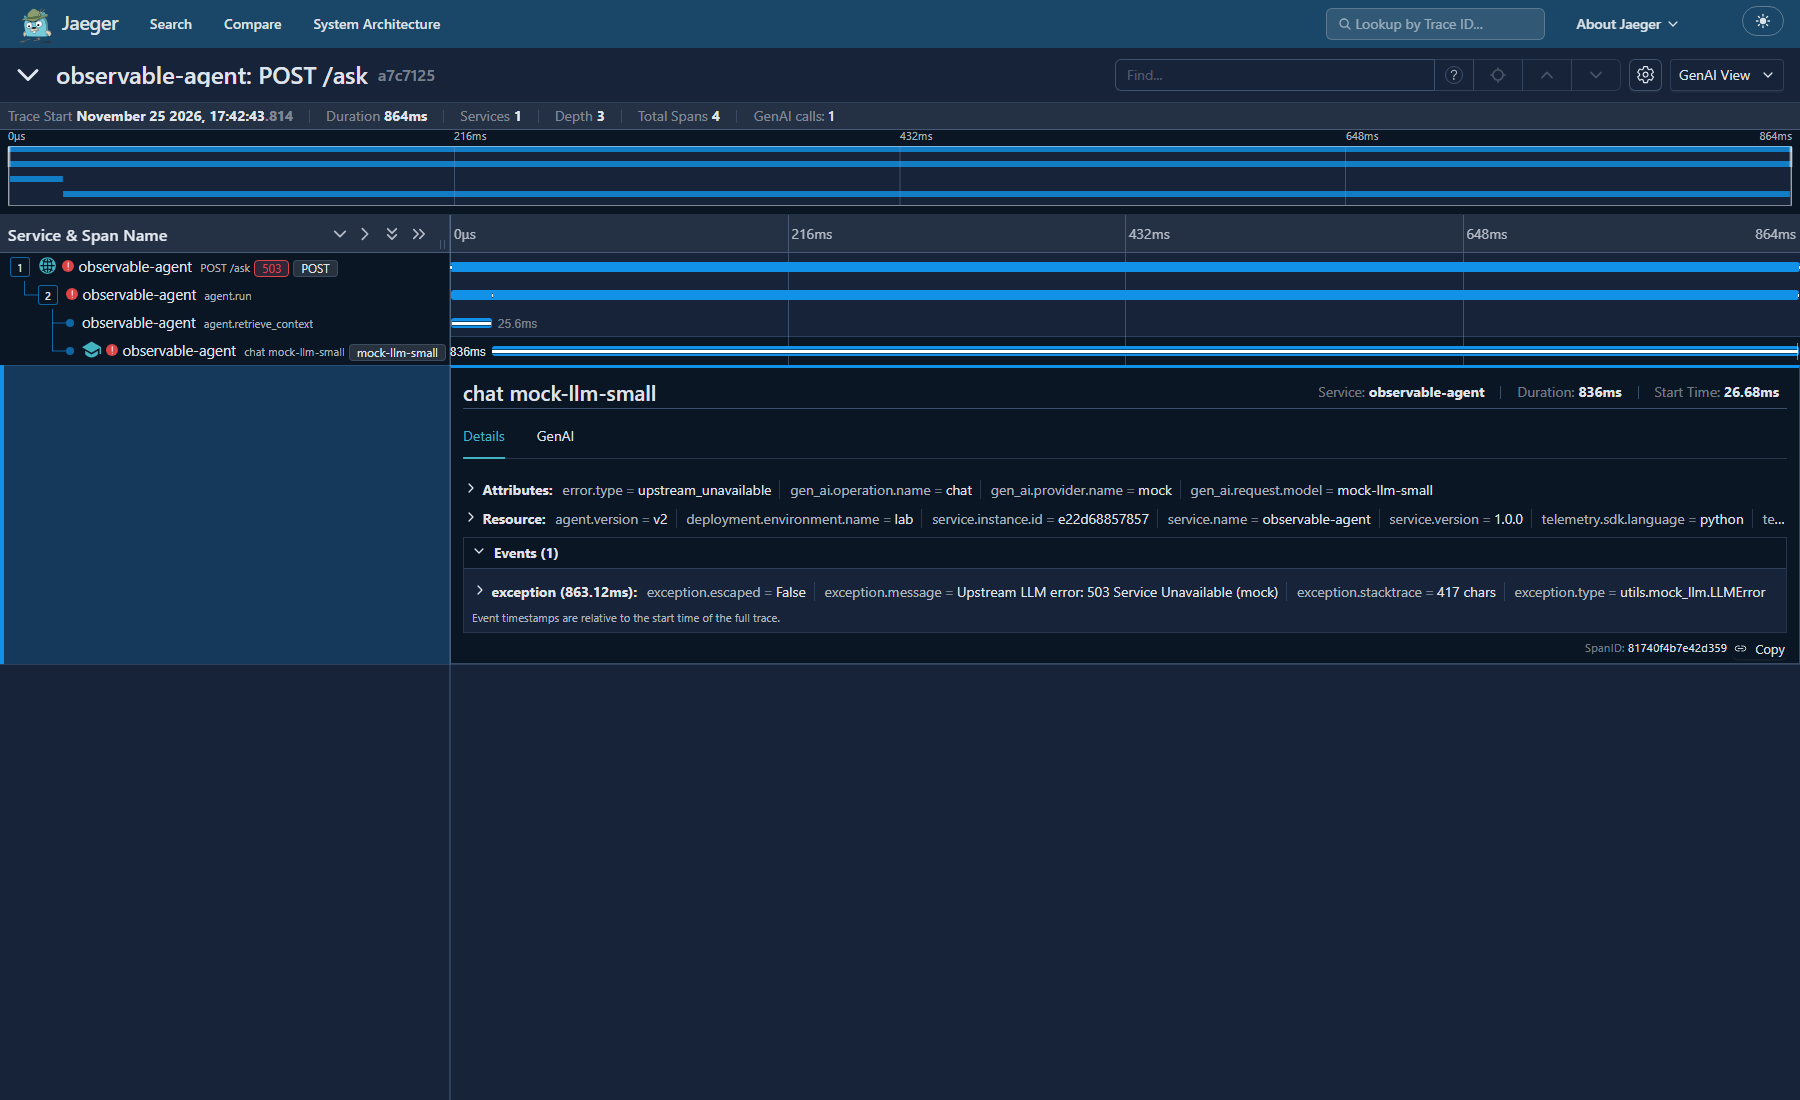 Jaeger Search Compare System Architecture Lookup by Trace ID... About Jaeger
observable-agent: POST /ask a7c7125 Find... ? GenAI View
Trace Start November 25 2026, 17:42:43.814 Duration 864ms Services 1 Depth 3 Total Spans 4 GenAI calls: 1
0μs 216ms 432ms 648ms 864ms
Service & Span Name 0μs 216ms 432ms 648ms 864ms
1 observable-agent POST /ask 503 POST
2 observable-agent agent.run
observable-agent agent.retrieve_context 25.6ms
observable-agent chat mock-llm-small mock-llm-small 836ms
chat mock-llm-small Service: observable-agent Duration: 836ms Start Time: 26.68ms
Details GenAI
Attributes: error.type = upstream_unavailable gen_ai.operation.name = chat gen_ai.provider.name = mock gen_ai.request.model = mock-llm-small
Resource: agent.version = v2 deployment.environment.name = lab service.instance.id = e22d68857857 service.name = observable-agent service.version = 1.0.0 telemetry.sdk.language = python te...
Events (1)
exception (863.12ms): exception.escaped = False exception.message = Upstream LLM error: 503 Service Unavailable (mock) exception.stacktrace = 417 chars exception.type = utils.mock_llm.LLMError
Event timestamps are relative to the start time of the full trace.
SpanID: 81740f4b7e42d359 Copy